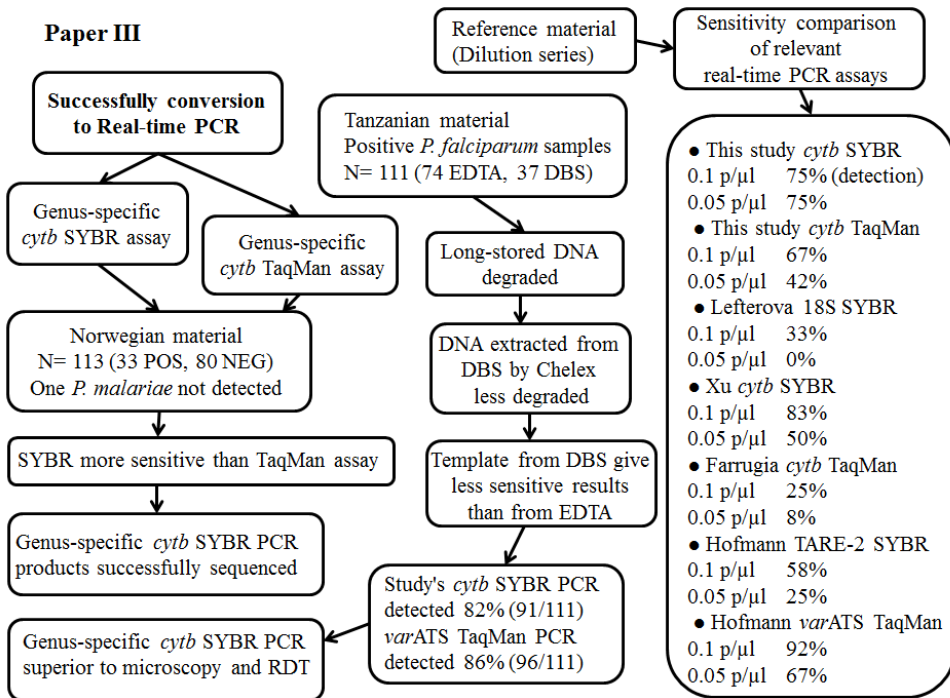 Paper III
Successfully conversion
to Real-time PCR
Genus-specific
cytb SYBR assay
Genus-specific
cytb TaqMan assay
Norwegian material
N= 113 (33 POS, 80 NEG)
One P. malariae not detected
SYBR more sensitive than TaqMan assay
Genus-specific cytb SYBR PCR
products successfully sequenced
Tanzanian material
Positive P. falciparum samples
N= 111 (74 EDTA, 37 DBS)
Long-stored DNA
degraded
DNA extracted from
DBS by Chelex
less degraded
Template from DBS give
less sensitive results
than from EDTA
Study's cytb SYBR PCR
detected 82% (91/111)
varATS TaqMan PCR
detected 86% (96/111)
Genus-specific cytb SYBR PCR
superior to microscopy and RDT
Reference material
(Dilution series)
Sensitivity comparison
of relevant
real-time PCR assays
● This study cytb SYBR
0.1 p/µl 75% (detection)
0.05 p/µl 75%
● This study cytb TaqMan
0.1 p/µl 67%
0.05 p/µl 42%
● Lefterova 18S SYBR
0.1 p/µl 33%
0.05 p/µl 0%
● Xu cytb SYBR
0.1 p/µl 83%
0.05 p/µl 50%
● Farrugia cytb TaqMan
0.1 p/µl 25%
0.05 p/µl 8%
● Hofmann TARE-2 SYBR
0.1 p/µl 58%
0.05 p/µl 25%
● Hofmann varATS TaqMan
0.1 p/µl 92%
0.05 p/µl 67%